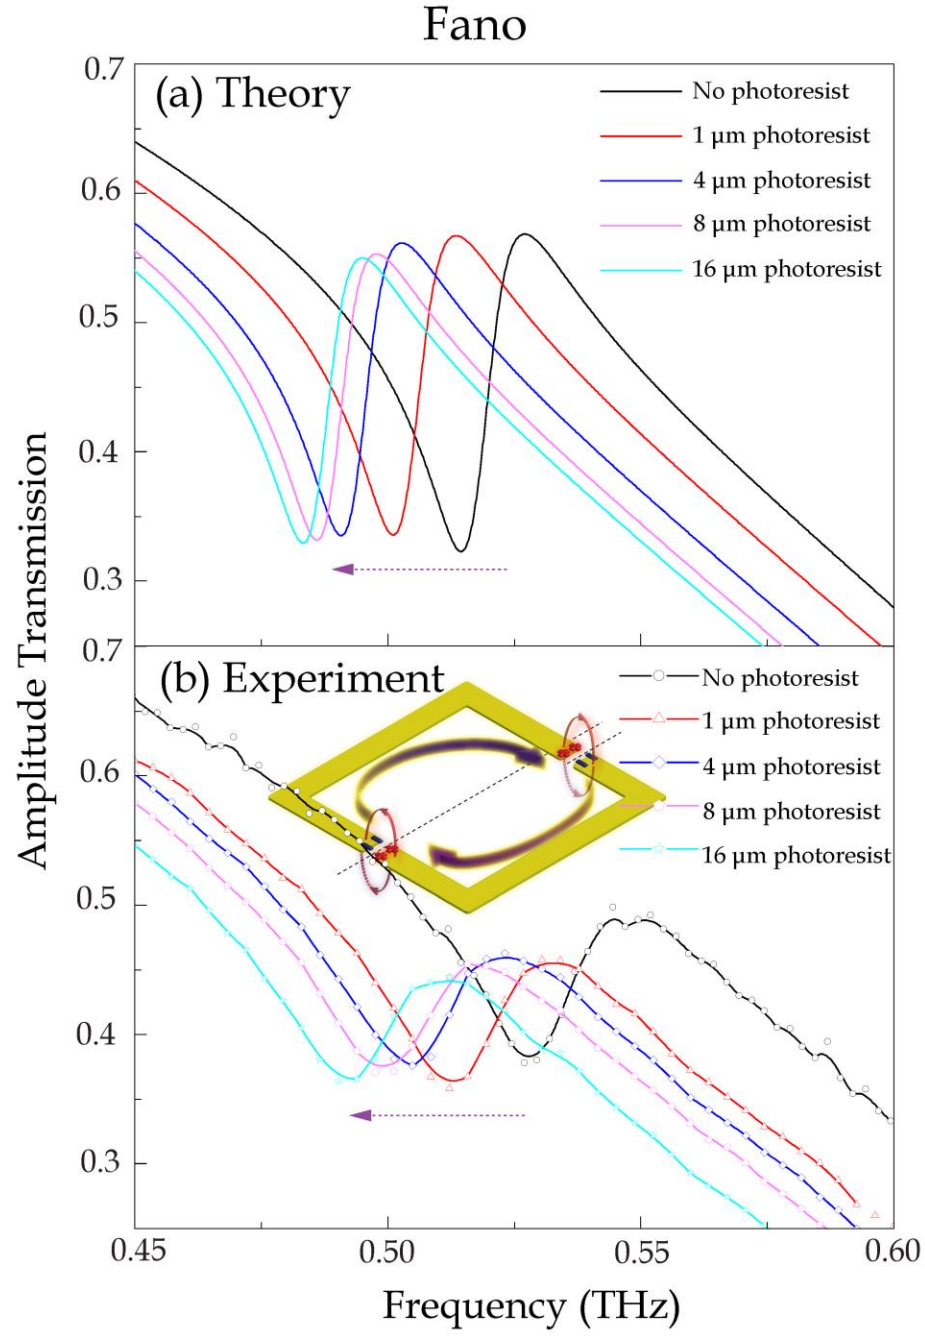 Fano
(a) Theory
No photoresist
1 µm photoresist
4 µm photoresist
8 µm photoresist
16 µm photoresist
0.7
0.6
0.5
0.4
0.3
Amplitude Transmission
0.7
(b) Experiment
No photoresist
1 µm photoresist
4 µm photoresist
8 µm photoresist
16 µm photoresist
0.6
0.5
0.4
0.3
0.45
0.50
0.55
0.60
Frequency (THz)